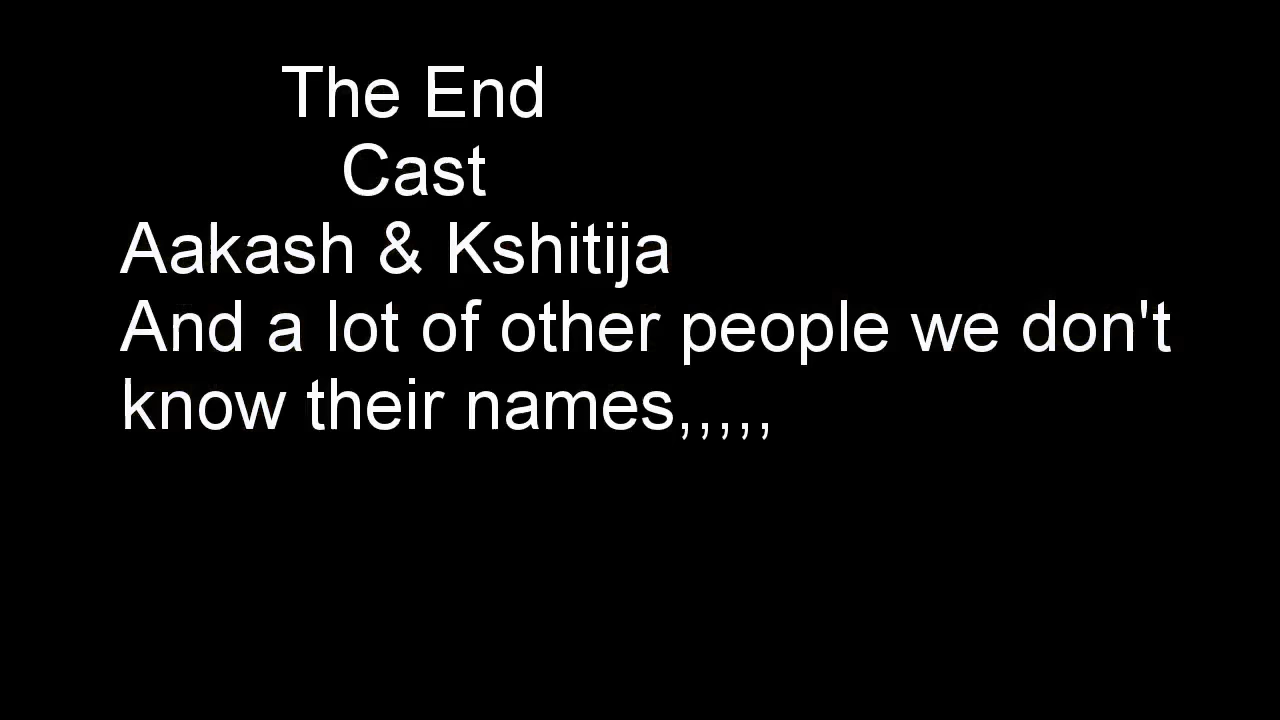 The End
Cast
Aakash & Kshitija
And a lot of other people we don't
know their names,,,,,